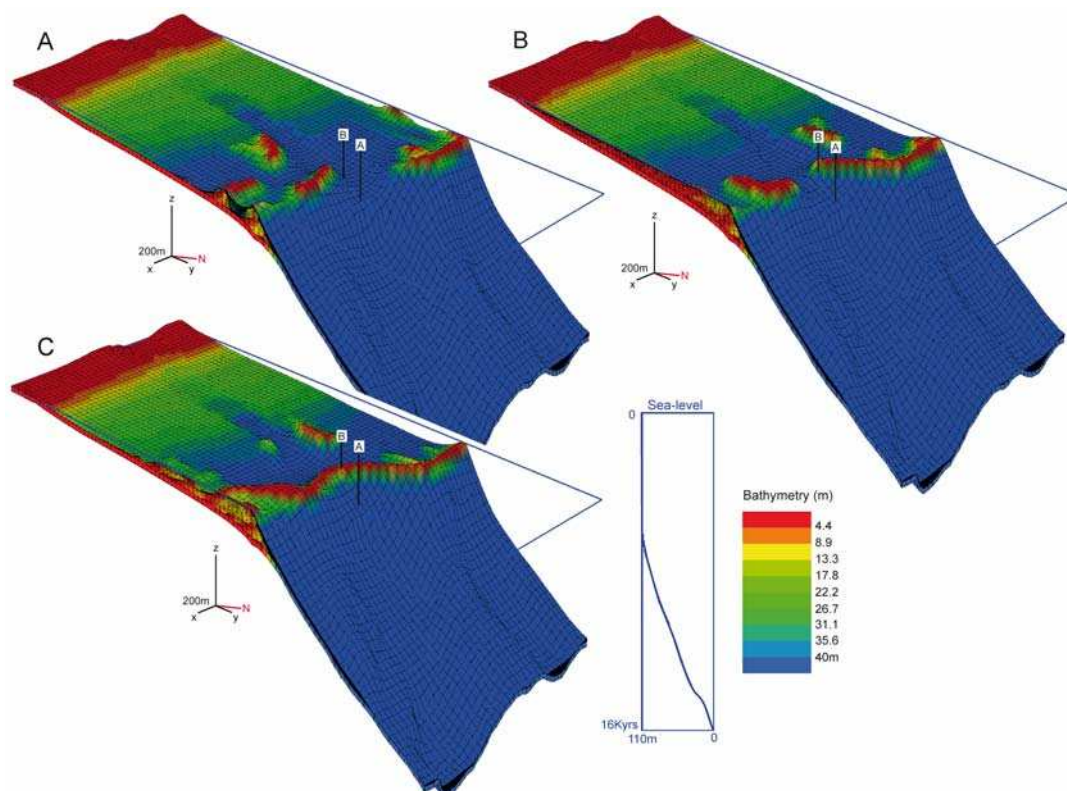 A
B
A
z
200m
x
y
N
B
B
A
z
200m
x
y
N
C
B
A
z
200m
x
y
N
Sea-level
0
16Kyrs
110m 0
Bathymetry (m)
4.4
8.9
13.3
17.8
22.2
26.7
31.1
35.6
40m